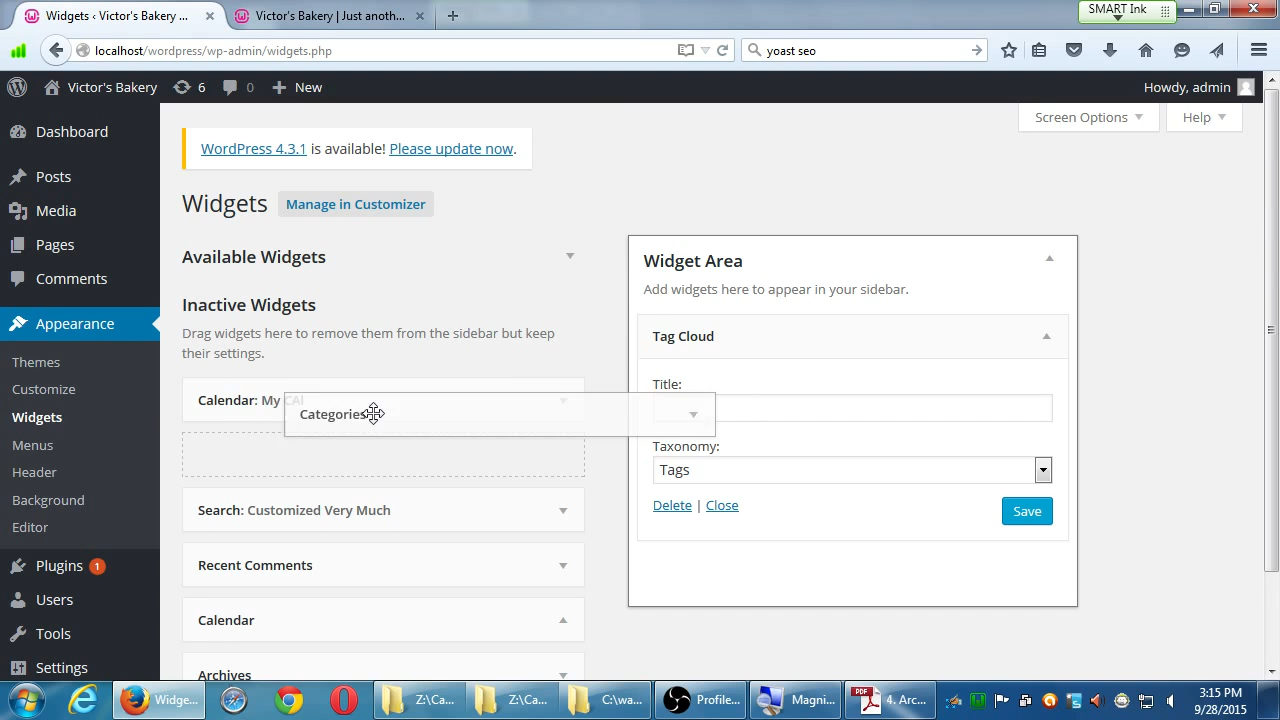 Widgets ‹ Victor's Bakery ...
Victor's Bakery | Just anoth...
SMART Ink
localhost/wordpress/wp-admin/widgets.php
yoast seo
Victor's Bakery
6
0
New
Howdy, admin
Screen Options
Help
Dashboard
Posts
Media
Pages
Comments
Appearance
Themes
Customize
Widgets
Menus
Header
Background
Editor
Plugins 1
Users
Tools
Settings
WordPress 4.3.1 is available! Please update now.
Widgets
Manage in Customizer
Available Widgets
Inactive Widgets
Drag widgets here to remove them from the sidebar but keep
their settings.
Calendar: My CAl
Categories
Search: Customized Very Much
Recent Comments
Calendar
Archives
Widget Area
Add widgets here to appear in your sidebar.
Tag Cloud
Title:
Taxonomy:
Tags
Delete | Close
Save
Widge...
Z:\Ca...
Z:\Ca...
C:\wa...
Profile...
Magni...
PDF
4. Arc...
3:15 PM
9/28/2015